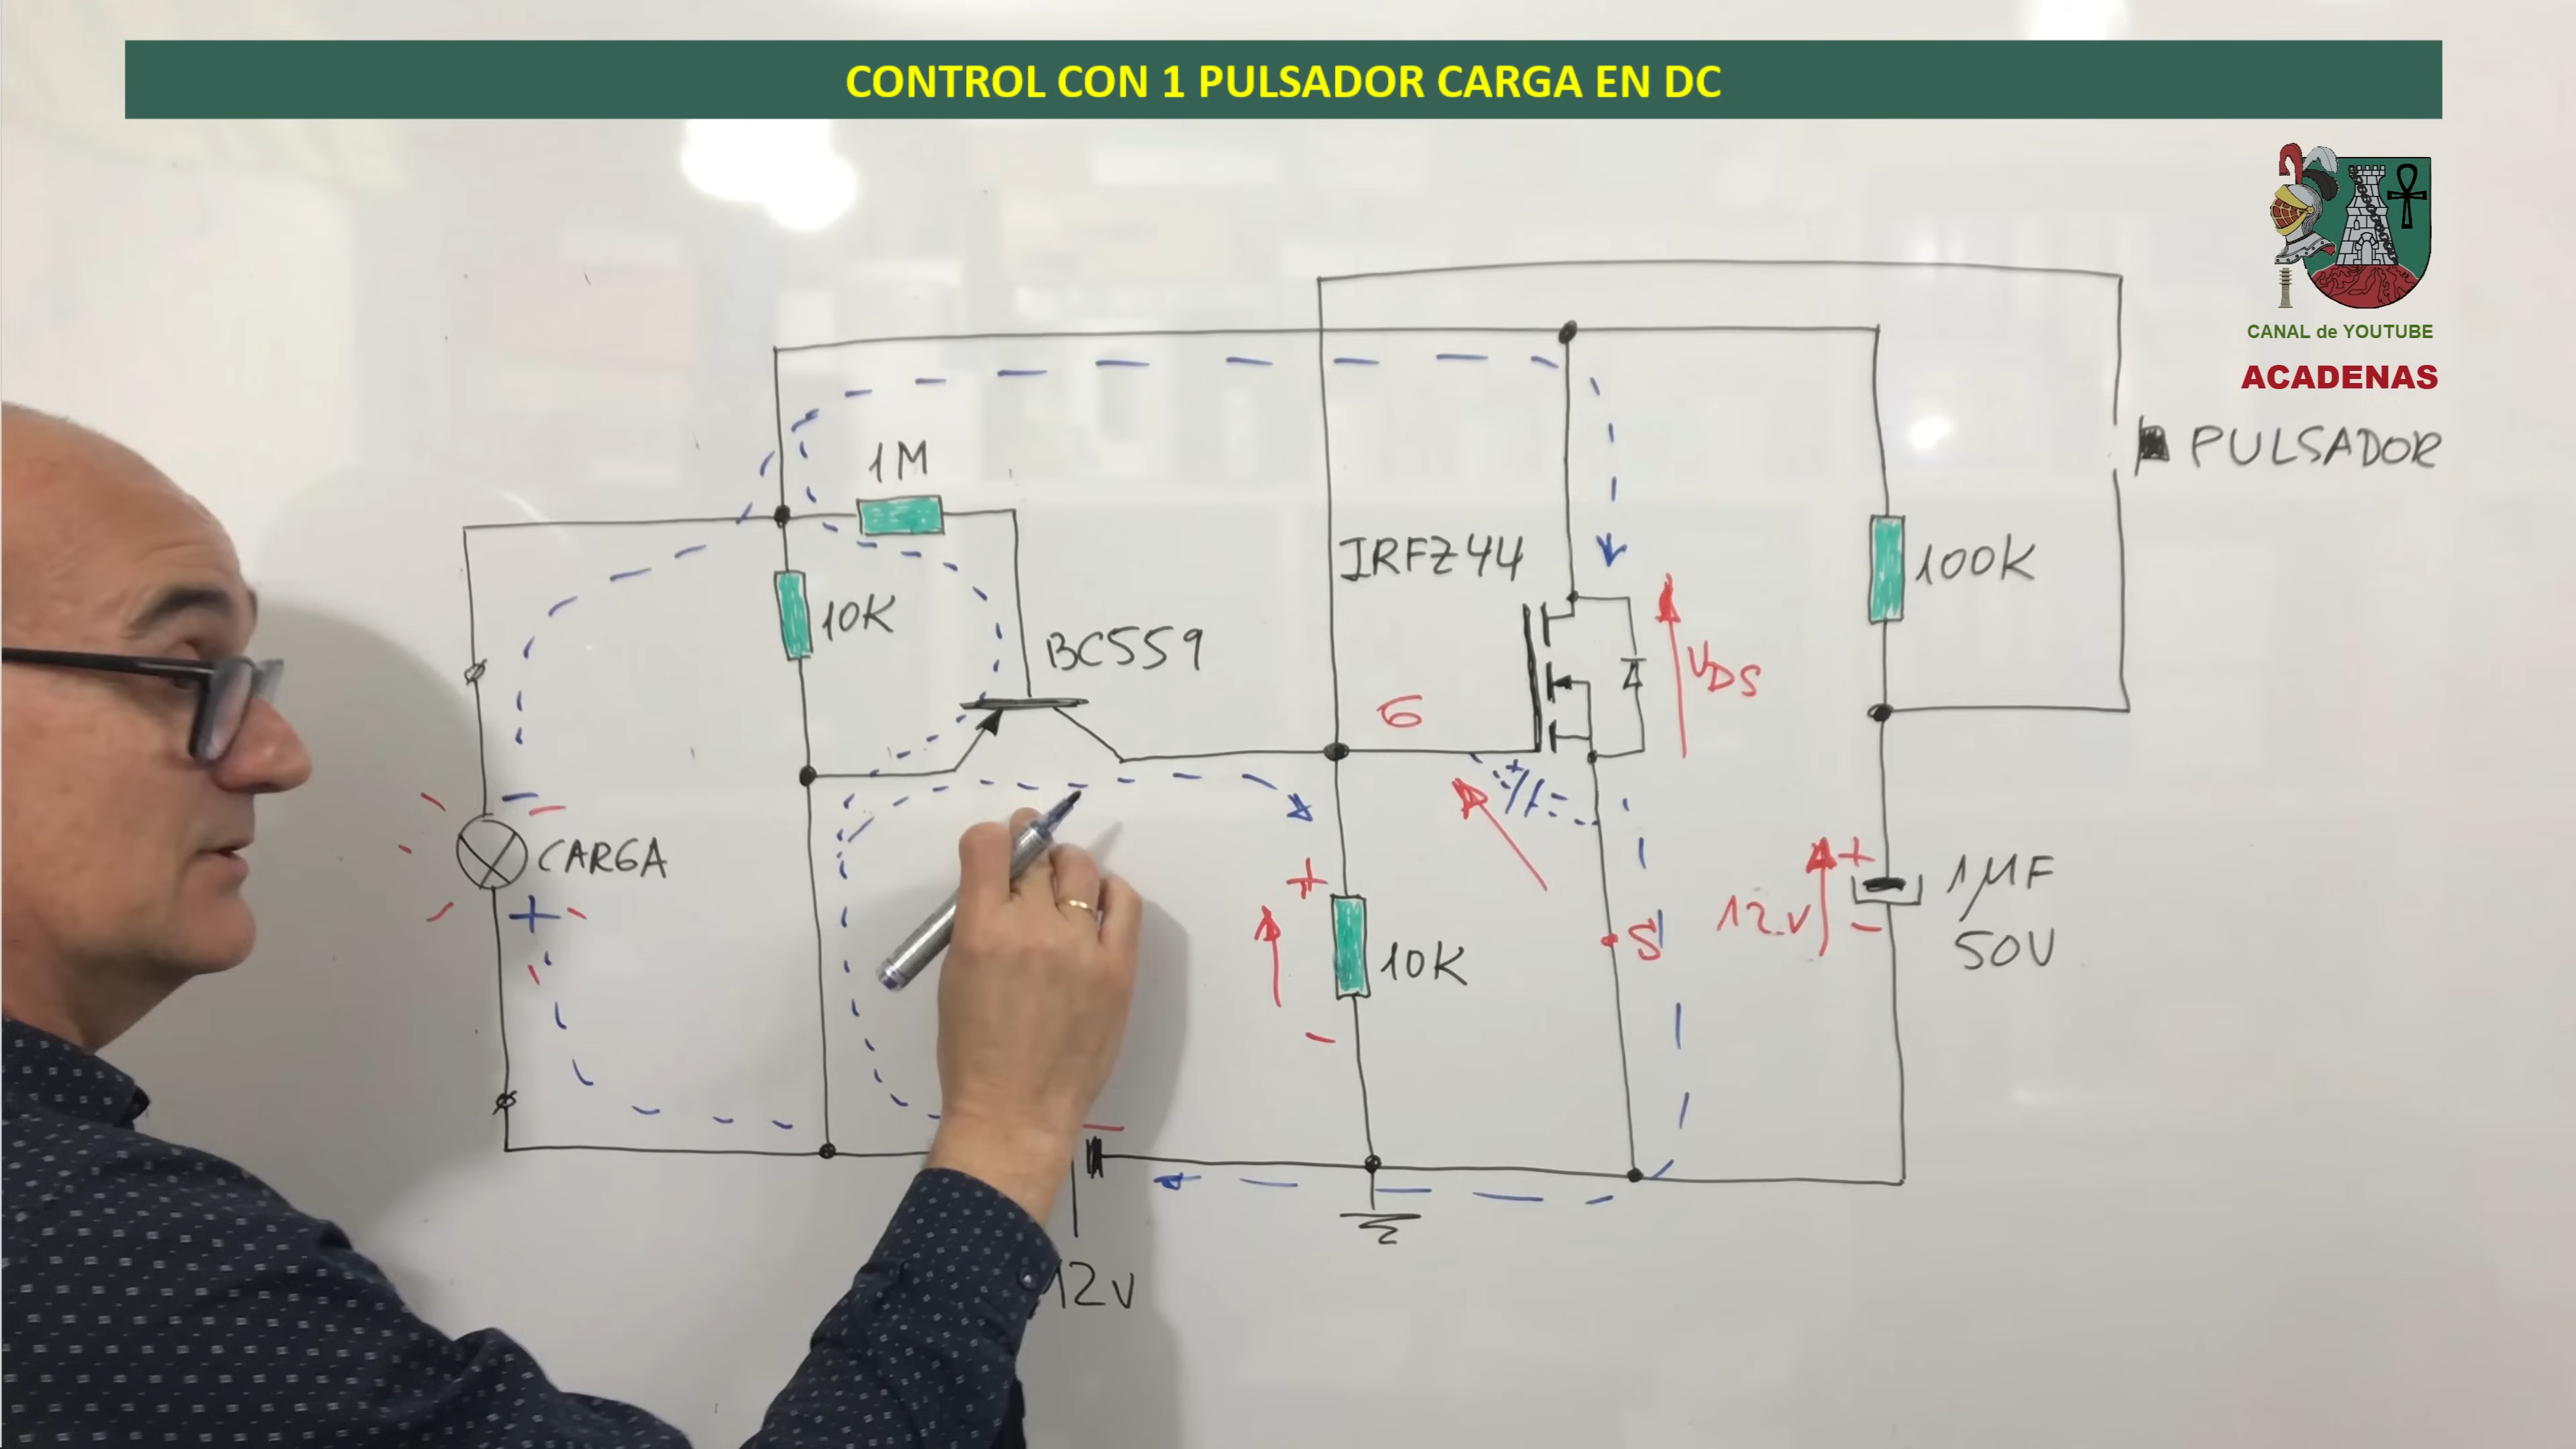 CONTROL CON 1 PULSADOR CARGA EN DC
CANAL de YOUTUBE
ACADENAS
1M
PULSADOR
IRFZ44
100K
10K
BC559
VDS
G
+
CARGA
+
+
+
1µF
12V
-
S
50V
10K
-
-
12V